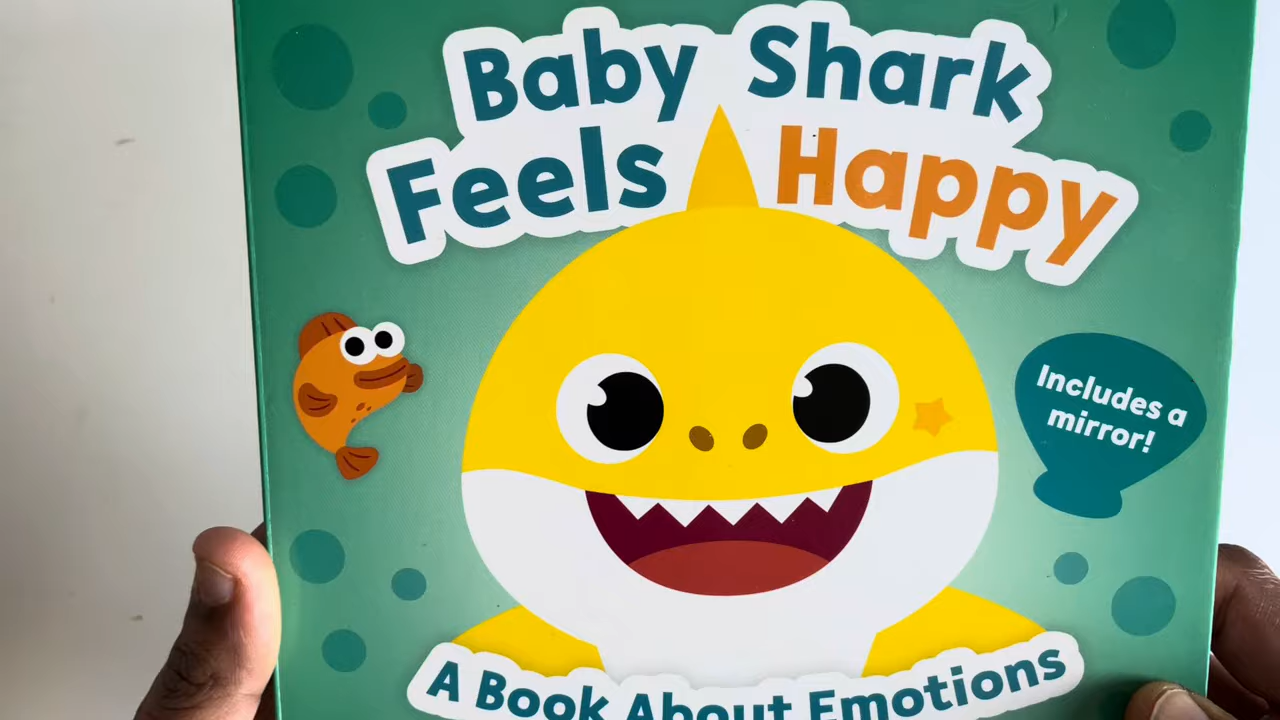 Baby Shark
Feels Happy
Includes a
mirror!
A Book About Emotions